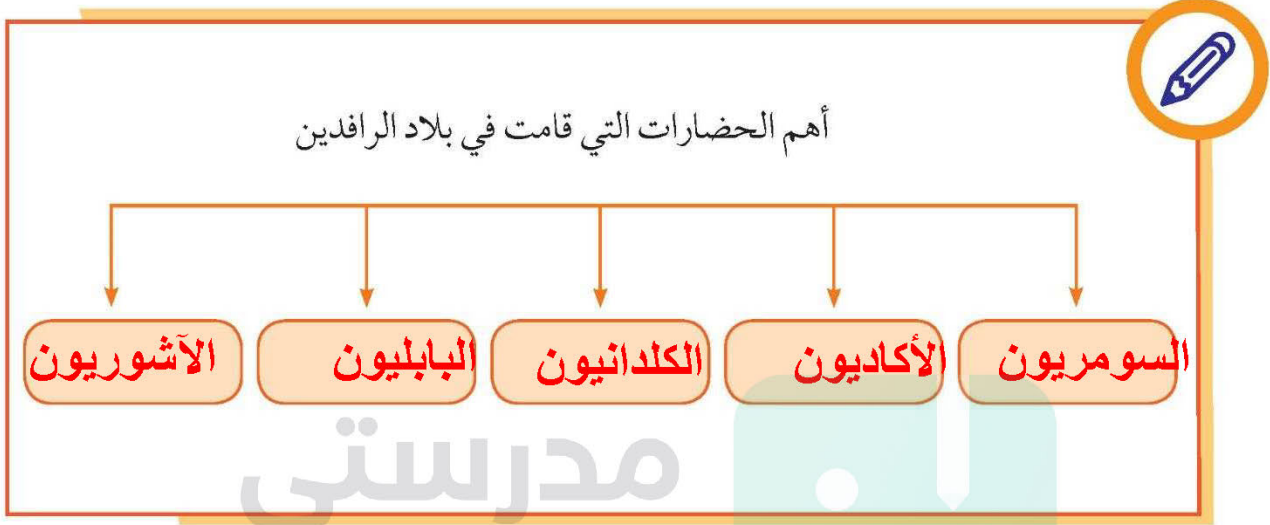 أهم الحضارات التي قامت في بلاد الرافدين
السومريون الأكاديون الكلدانيون البابليون الآشوريون
مدرستي